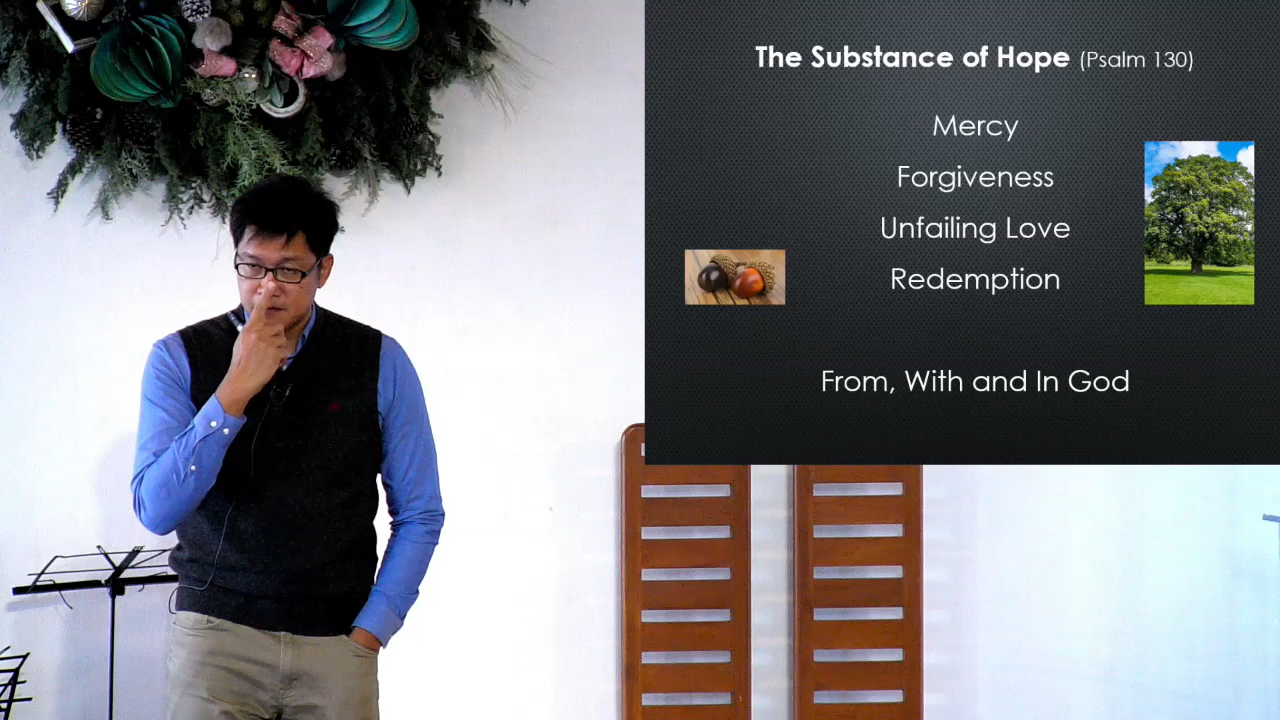 The Substance of Hope (Psalm 130)
Mercy
Forgiveness
Unfailing Love
Redemption
From, With and In God